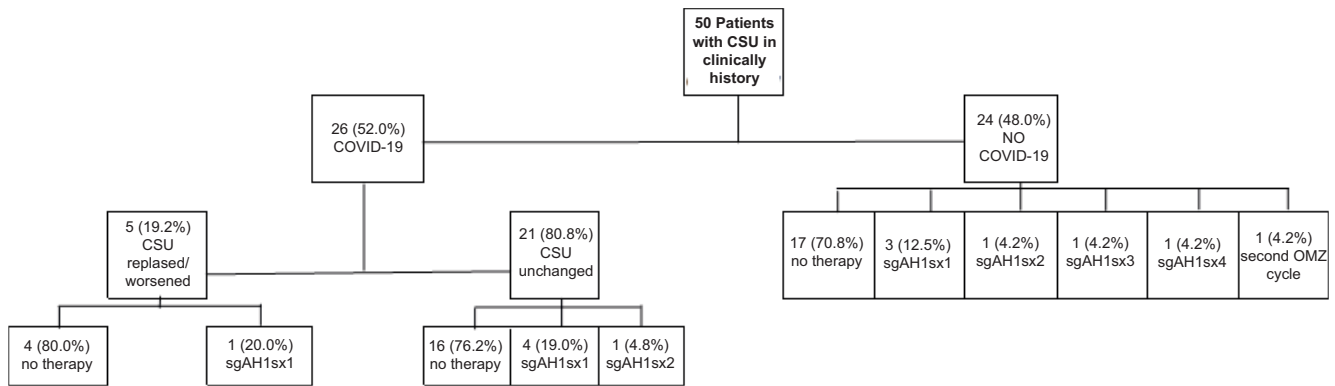 50 Patients
with CSU in
clinically
history
26 (52.0%)
COVID-19
24 (48.0%)
NO
COVID-19
5 (19.2%)
CSU
replased/
worsened
21 (80.8%)
CSU
unchanged
17 (70.8%)
no therapy
3 (12.5%)
sgAH1sx1
1 (4.2%)
sgAH1sx2
1 (4.2%)
sgAH1sx3
1 (4.2%)
sgAH1sx4
1 (4.2%)
second OMZ
cycle
4 (80.0%)
no therapy
1 (20.0%)
sgAH1sx1
16 (76.2%)
no therapy
4 (19.0%)
sgAH1sx1
1 (4.8%)
sgAH1sx2